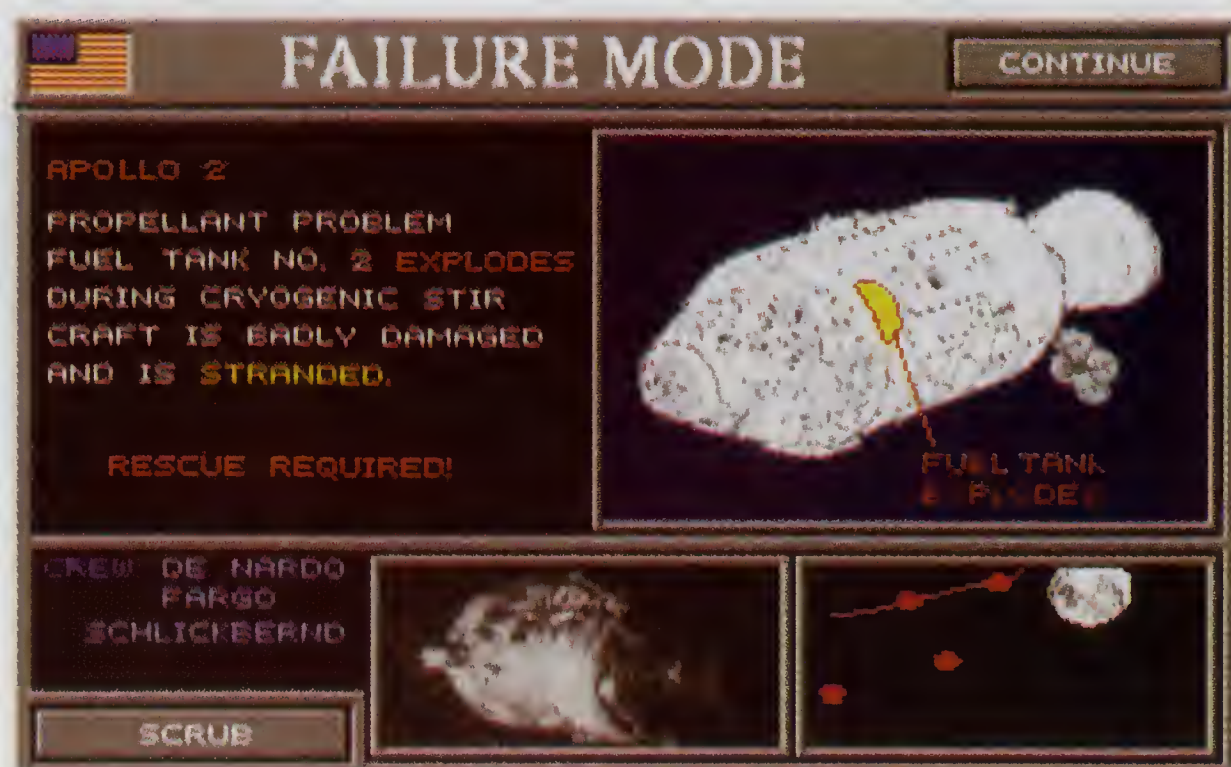 FAILURE MODE
CONTINUE
APOLLO 2
PROPELLANT PROBLEM
FUEL TANK NO. 2 EXPLODES
DURING CRYOGENIC STIR
CRAFT IS BADLY DAMAGED
AND IS STRANDED.
RESCUE REQUIRED!
FUEL TANK
EXPLODES
CREW DE NARDO
FARGO
SCHLICKBERND
SCRUB